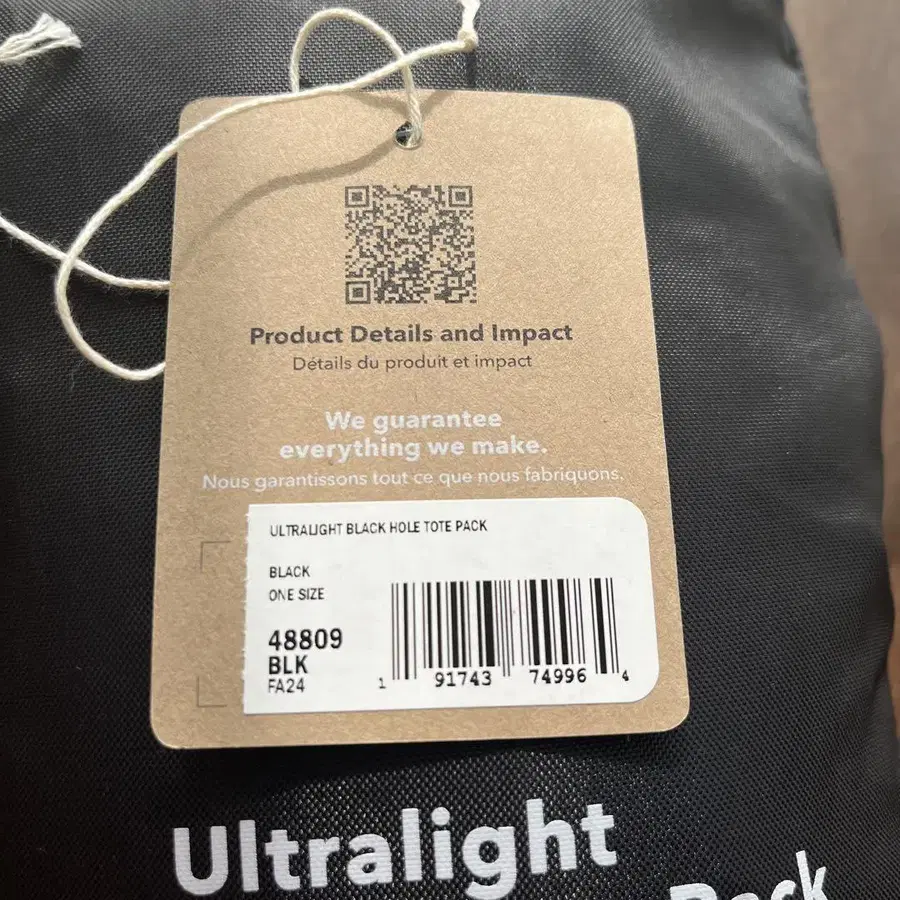 Product Details and Impact
Détails du produit et impact
We guarantee
everything we make.
Nous garantissons tout ce que nous fabriquons.
ULTRALIGHT BLACK HOLE TOTE PACK
BLACK
ONE SIZE
48809
BLK
FA24
1 91743 74996 4
Ultralight
Pack